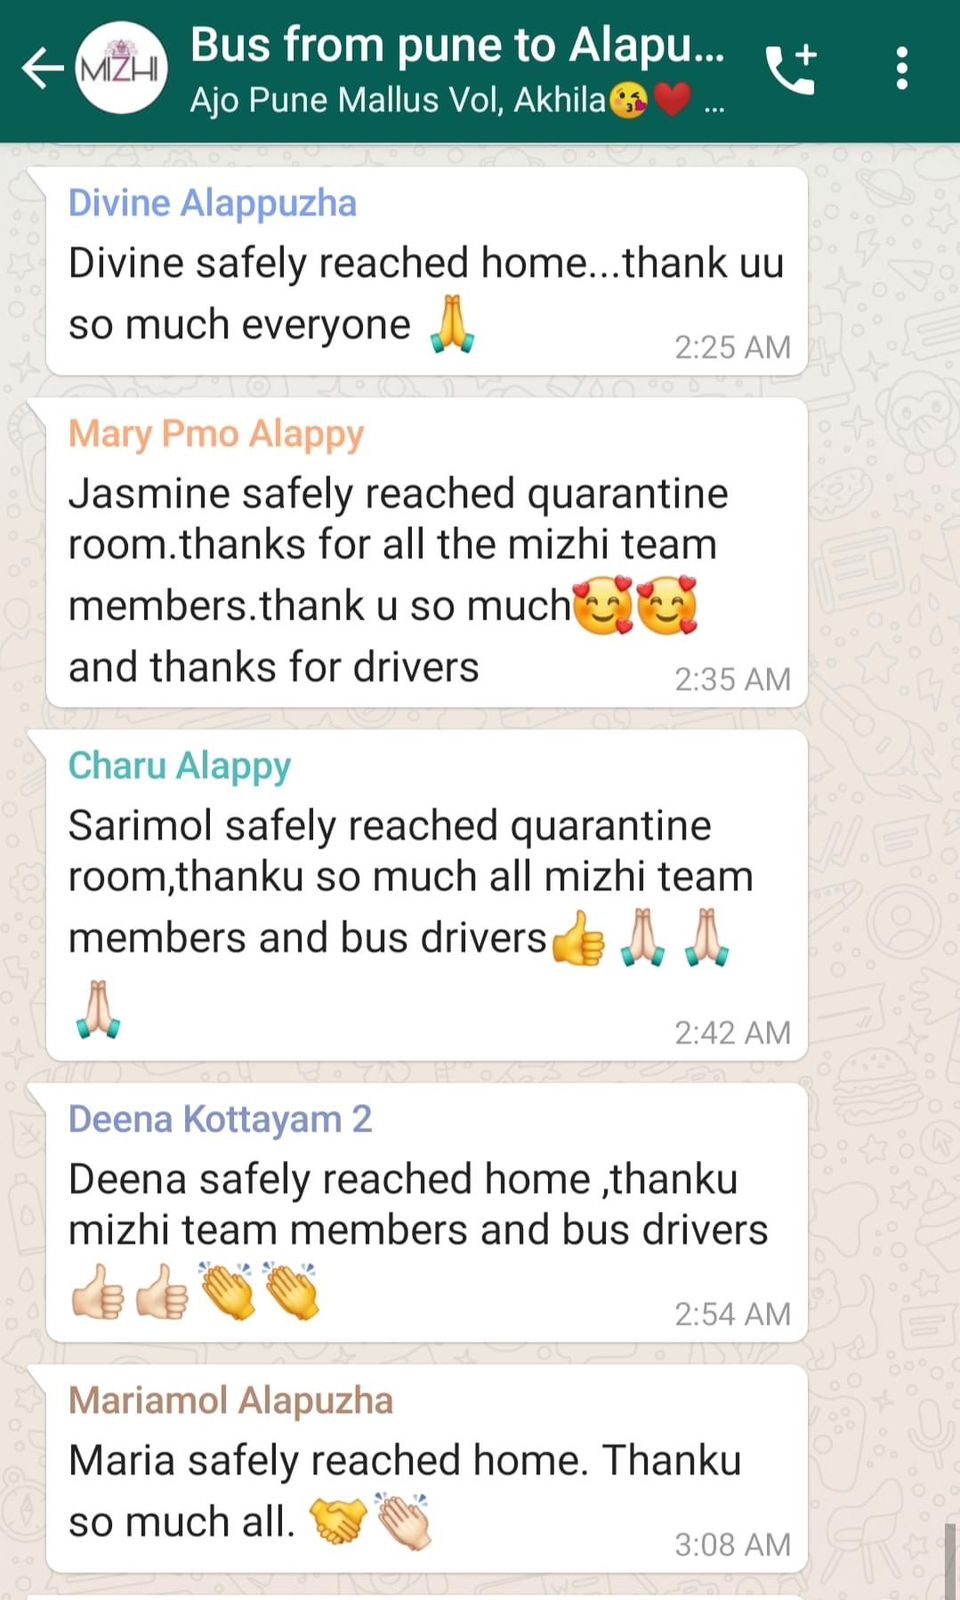 MIZHI
Bus from pune to Alapu...
Ajo Pune Mallus Vol, Akhila😘❤️ ...
Divine Alappuzha
Divine safely reached home...thank uu
so much everyone 🙏
2:25 AM
Mary Pmo Alappy
Jasmine safely reached quarantine
room.thanks for all the mizhi team
members.thank u so much🥰🥰
and thanks for drivers
2:35 AM
Charu Alappy
Sarimol safely reached quarantine
room,thanku so much all mizhi team
members and bus drivers👍🙏🏻🙏🏻
🙏🏻
2:42 AM
Deena Kottayam 2
Deena safely reached home ,thanku
mizhi team members and bus drivers
👍🏻👍🏻👏👏
2:54 AM
Mariamol Alapuzha
Maria safely reached home. Thanku
so much all. 🤝👏🏻
3:08 AM